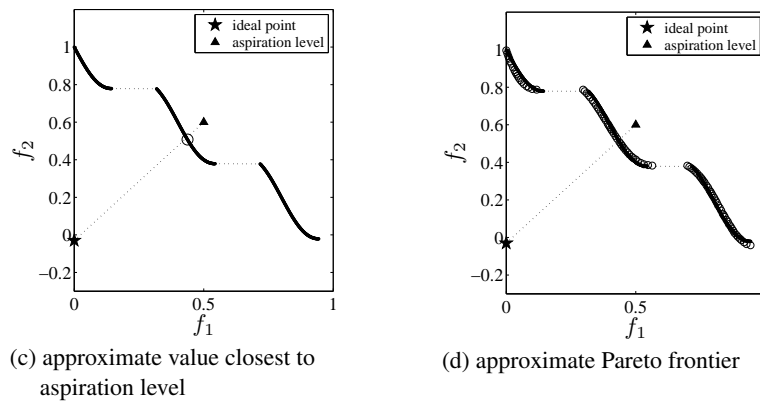 ideal point
aspiration level
1
0.8
0.6
0.4
0.2
0
−0.2
f2
0
0.5
1
f1
(c) approximate value closest to
aspiration level
ideal point
aspiration level
1
0.8
0.6
0.4
0.2
0
−0.2
f2
0
0.5
f1
(d) approximate Pareto frontier